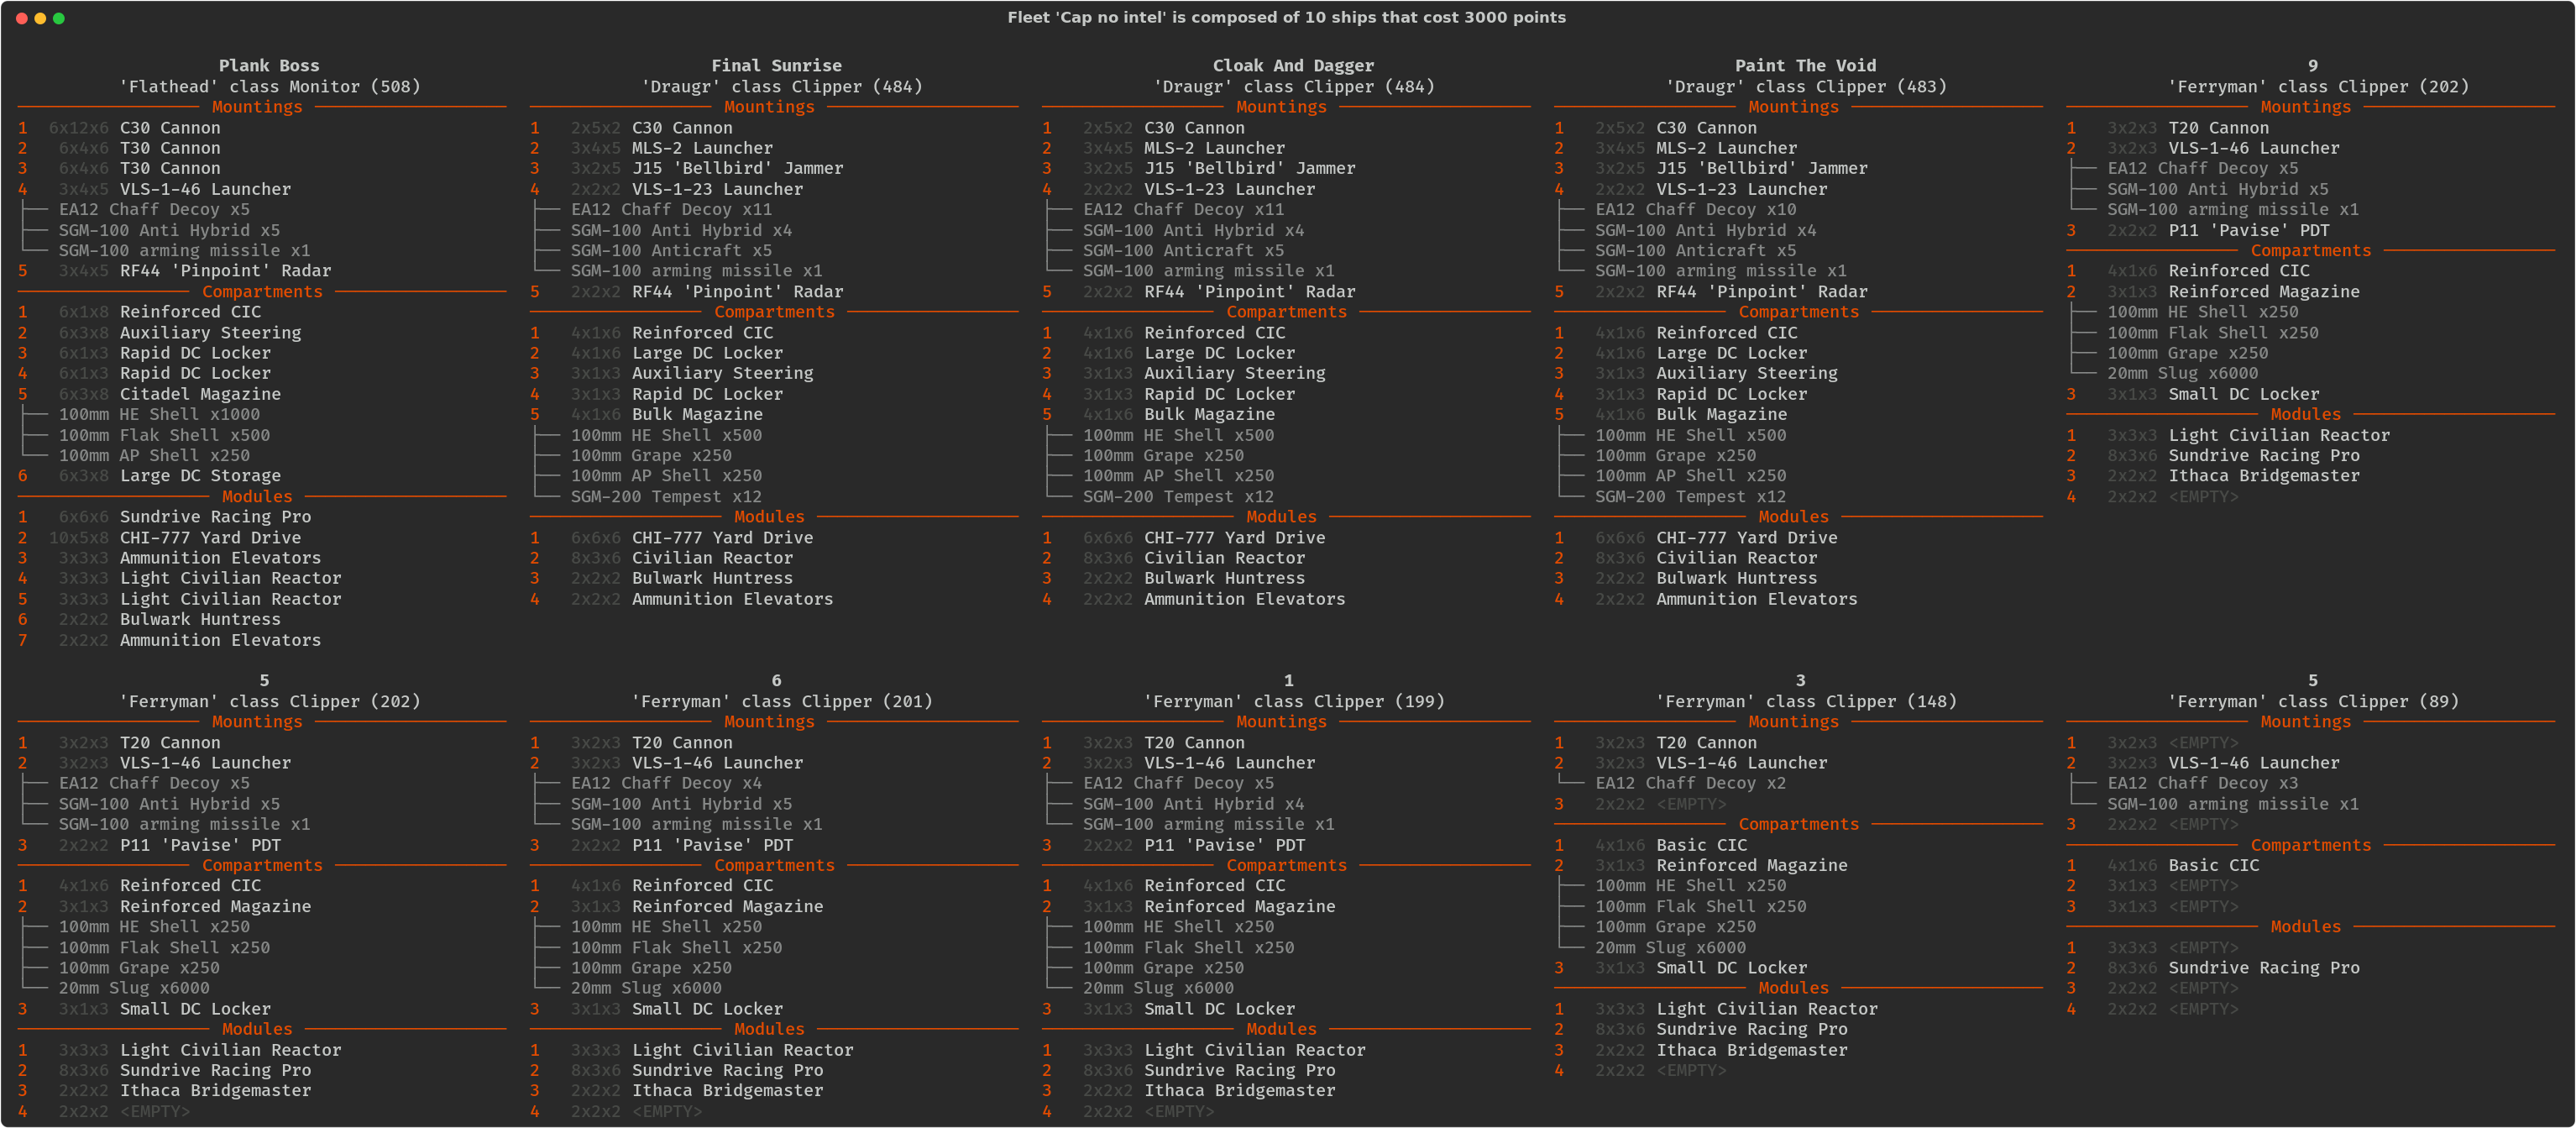 Fleet 'Cap no intel' is composed of 10 ships that cost 3000 points
Plank Boss
'Flathead' class Monitor (508)
Mountings
1 6x12x6 C30 Cannon
2 6x4x6 T30 Cannon
3 6x4x6 T30 Cannon
4 3x4x5 VLS-1-46 Launcher
EA12 Chaff Decoy x5
SGM-100 Anti Hybrid x5
SGM-100 arming missile x1
5 3x4x5 RF44 'Pinpoint' Radar
Compartments
1 6x1x8 Reinforced CIC
2 6x3x8 Auxiliary Steering
3 6x1x3 Rapid DC Locker
4 6x1x3 Rapid DC Locker
5 6x3x8 Citadel Magazine
100mm HE Shell x1000
100mm Flak Shell x500
100mm AP Shell x250
6 6x3x8 Large DC Storage
Modules
1 6x6x6 Sundrive Racing Pro
2 10x5x8 CHI-777 Yard Drive
3 3x3x3 Ammunition Elevators
4 3x3x3 Light Civilian Reactor
5 3x3x3 Light Civilian Reactor
6 2x2x2 Bulwark Huntress
7 2x2x2 Ammunition Elevators
Final Sunrise
'Draugr' class Clipper (484)
Mountings
1 2x5x2 C30 Cannon
2 3x4x5 MLS-2 Launcher
3 3x2x5 J15 'Bellbird' Jammer
4 2x2x2 VLS-1-23 Launcher
EA12 Chaff Decoy x11
SGM-100 Anti Hybrid x4
SGM-100 Anticraft x5
SGM-100 arming missile x1
5 2x2x2 RF44 'Pinpoint' Radar
Compartments
1 4x1x6 Reinforced CIC
2 4x1x6 Large DC Locker
3 3x1x3 Auxiliary Steering
4 3x1x3 Rapid DC Locker
5 4x1x6 Bulk Magazine
100mm HE Shell x500
100mm Grape x250
100mm AP Shell x250
SGM-200 Tempest x12
Modules
1 6x6x6 CHI-777 Yard Drive
2 8x3x6 Civilian Reactor
3 2x2x2 Bulwark Huntress
4 2x2x2 Ammunition Elevators
Cloak And Dagger
'Draugr' class Clipper (484)
Mountings
1 2x5x2 C30 Cannon
2 3x4x5 MLS-2 Launcher
3 3x2x5 J15 'Bellbird' Jammer
4 2x2x2 VLS-1-23 Launcher
EA12 Chaff Decoy x11
SGM-100 Anti Hybrid x4
SGM-100 Anticraft x5
SGM-100 arming missile x1
5 2x2x2 RF44 'Pinpoint' Radar
Compartments
1 4x1x6 Reinforced CIC
2 4x1x6 Large DC Locker
3 3x1x3 Auxiliary Steering
4 3x1x3 Rapid DC Locker
5 4x1x6 Bulk Magazine
100mm HE Shell x500
100mm Grape x250
100mm AP Shell x250
SGM-200 Tempest x12
Modules
1 6x6x6 CHI-777 Yard Drive
2 8x3x6 Civilian Reactor
3 2x2x2 Bulwark Huntress
4 2x2x2 Ammunition Elevators
Paint The Void
'Draugr' class Clipper (483)
Mountings
1 2x5x2 C30 Cannon
2 3x4x5 MLS-2 Launcher
3 3x2x5 J15 'Bellbird' Jammer
4 2x2x2 VLS-1-23 Launcher
EA12 Chaff Decoy x10
SGM-100 Anti Hybrid x4
SGM-100 Anticraft x5
SGM-100 arming missile x1
5 2x2x2 RF44 'Pinpoint' Radar
Compartments
1 4x1x6 Reinforced CIC
2 4x1x6 Large DC Locker
3 3x1x3 Auxiliary Steering
4 3x1x3 Rapid DC Locker
5 4x1x6 Bulk Magazine
100mm HE Shell x500
100mm Grape x250
100mm AP Shell x250
SGM-200 Tempest x12
Modules
1 6x6x6 CHI-777 Yard Drive
2 8x3x6 Civilian Reactor
3 2x2x2 Bulwark Huntress
4 2x2x2 Ammunition Elevators
9
'Ferryman' class Clipper (202)
Mountings
1 3x2x3 T20 Cannon
2 3x2x3 VLS-1-46 Launcher
EA12 Chaff Decoy x5
SGM-100 Anti Hybrid x5
SGM-100 arming missile x1
3 2x2x2 P11 'Pavise' PDT
Compartments
1 4x1x6 Reinforced CIC
2 3x1x3 Reinforced Magazine
100mm HE Shell x250
100mm Flak Shell x250
100mm Grape x250
20mm Slug x6000
3 3x1x3 Small DC Locker
Modules
1 3x3x3 Light Civilian Reactor
2 8x3x6 Sundrive Racing Pro
3 2x2x2 Ithaca Bridgemaster
4 2x2x2 <EMPTY>
5
'Ferryman' class Clipper (202)
Mountings
1 3x2x3 T20 Cannon
2 3x2x3 VLS-1-46 Launcher
EA12 Chaff Decoy x5
SGM-100 Anti Hybrid x5
SGM-100 arming missile x1
3 2x2x2 P11 'Pavise' PDT
Compartments
1 4x1x6 Reinforced CIC
2 3x1x3 Reinforced Magazine
100mm HE Shell x250
100mm Flak Shell x250
100mm Grape x250
20mm Slug x6000
3 3x1x3 Small DC Locker
Modules
1 3x3x3 Light Civilian Reactor
2 8x3x6 Sundrive Racing Pro
3 2x2x2 Ithaca Bridgemaster
4 2x2x2 <EMPTY>
6
'Ferryman' class Clipper (201)
Mountings
1 3x2x3 T20 Cannon
2 3x2x3 VLS-1-46 Launcher
EA12 Chaff Decoy x4
SGM-100 Anti Hybrid x5
SGM-100 arming missile x1
3 2x2x2 P11 'Pavise' PDT
Compartments
1 4x1x6 Reinforced CIC
2 3x1x3 Reinforced Magazine
100mm HE Shell x250
100mm Flak Shell x250
100mm Grape x250
20mm Slug x6000
3 3x1x3 Small DC Locker
Modules
1 3x3x3 Light Civilian Reactor
2 8x3x6 Sundrive Racing Pro
3 2x2x2 Ithaca Bridgemaster
4 2x2x2 <EMPTY>
1
'Ferryman' class Clipper (199)
Mountings
1 3x2x3 T20 Cannon
2 3x2x3 VLS-1-46 Launcher
EA12 Chaff Decoy x5
SGM-100 Anti Hybrid x4
SGM-100 arming missile x1
3 2x2x2 P11 'Pavise' PDT
Compartments
1 4x1x6 Reinforced CIC
2 3x1x3 Reinforced Magazine
100mm HE Shell x250
100mm Flak Shell x250
100mm Grape x250
20mm Slug x6000
3 3x1x3 Small DC Locker
Modules
1 3x3x3 Light Civilian Reactor
2 8x3x6 Sundrive Racing Pro
3 2x2x2 Ithaca Bridgemaster
4 2x2x2 <EMPTY>
3
'Ferryman' class Clipper (148)
Mountings
1 3x2x3 T20 Cannon
2 3x2x3 VLS-1-46 Launcher
EA12 Chaff Decoy x2
3 2x2x2 <EMPTY>
Compartments
1 4x1x6 Basic CIC
2 3x1x3 Reinforced Magazine
100mm HE Shell x250
100mm Flak Shell x250
100mm Grape x250
20mm Slug x6000
3 3x1x3 Small DC Locker
Modules
1 3x3x3 Light Civilian Reactor
2 8x3x6 Sundrive Racing Pro
3 2x2x2 Ithaca Bridgemaster
4 2x2x2 <EMPTY>
5
'Ferryman' class Clipper (89)
Mountings
1 3x2x3 <EMPTY>
2 3x2x3 VLS-1-46 Launcher
EA12 Chaff Decoy x3
SGM-100 arming missile x1
3 2x2x2 <EMPTY>
Compartments
1 4x1x6 Basic CIC
2 3x1x3 <EMPTY>
3 3x1x3 <EMPTY>
Modules
1 3x3x3 <EMPTY>
2 8x3x6 Sundrive Racing Pro
3 2x2x2 <EMPTY>
4 2x2x2 <EMPTY>